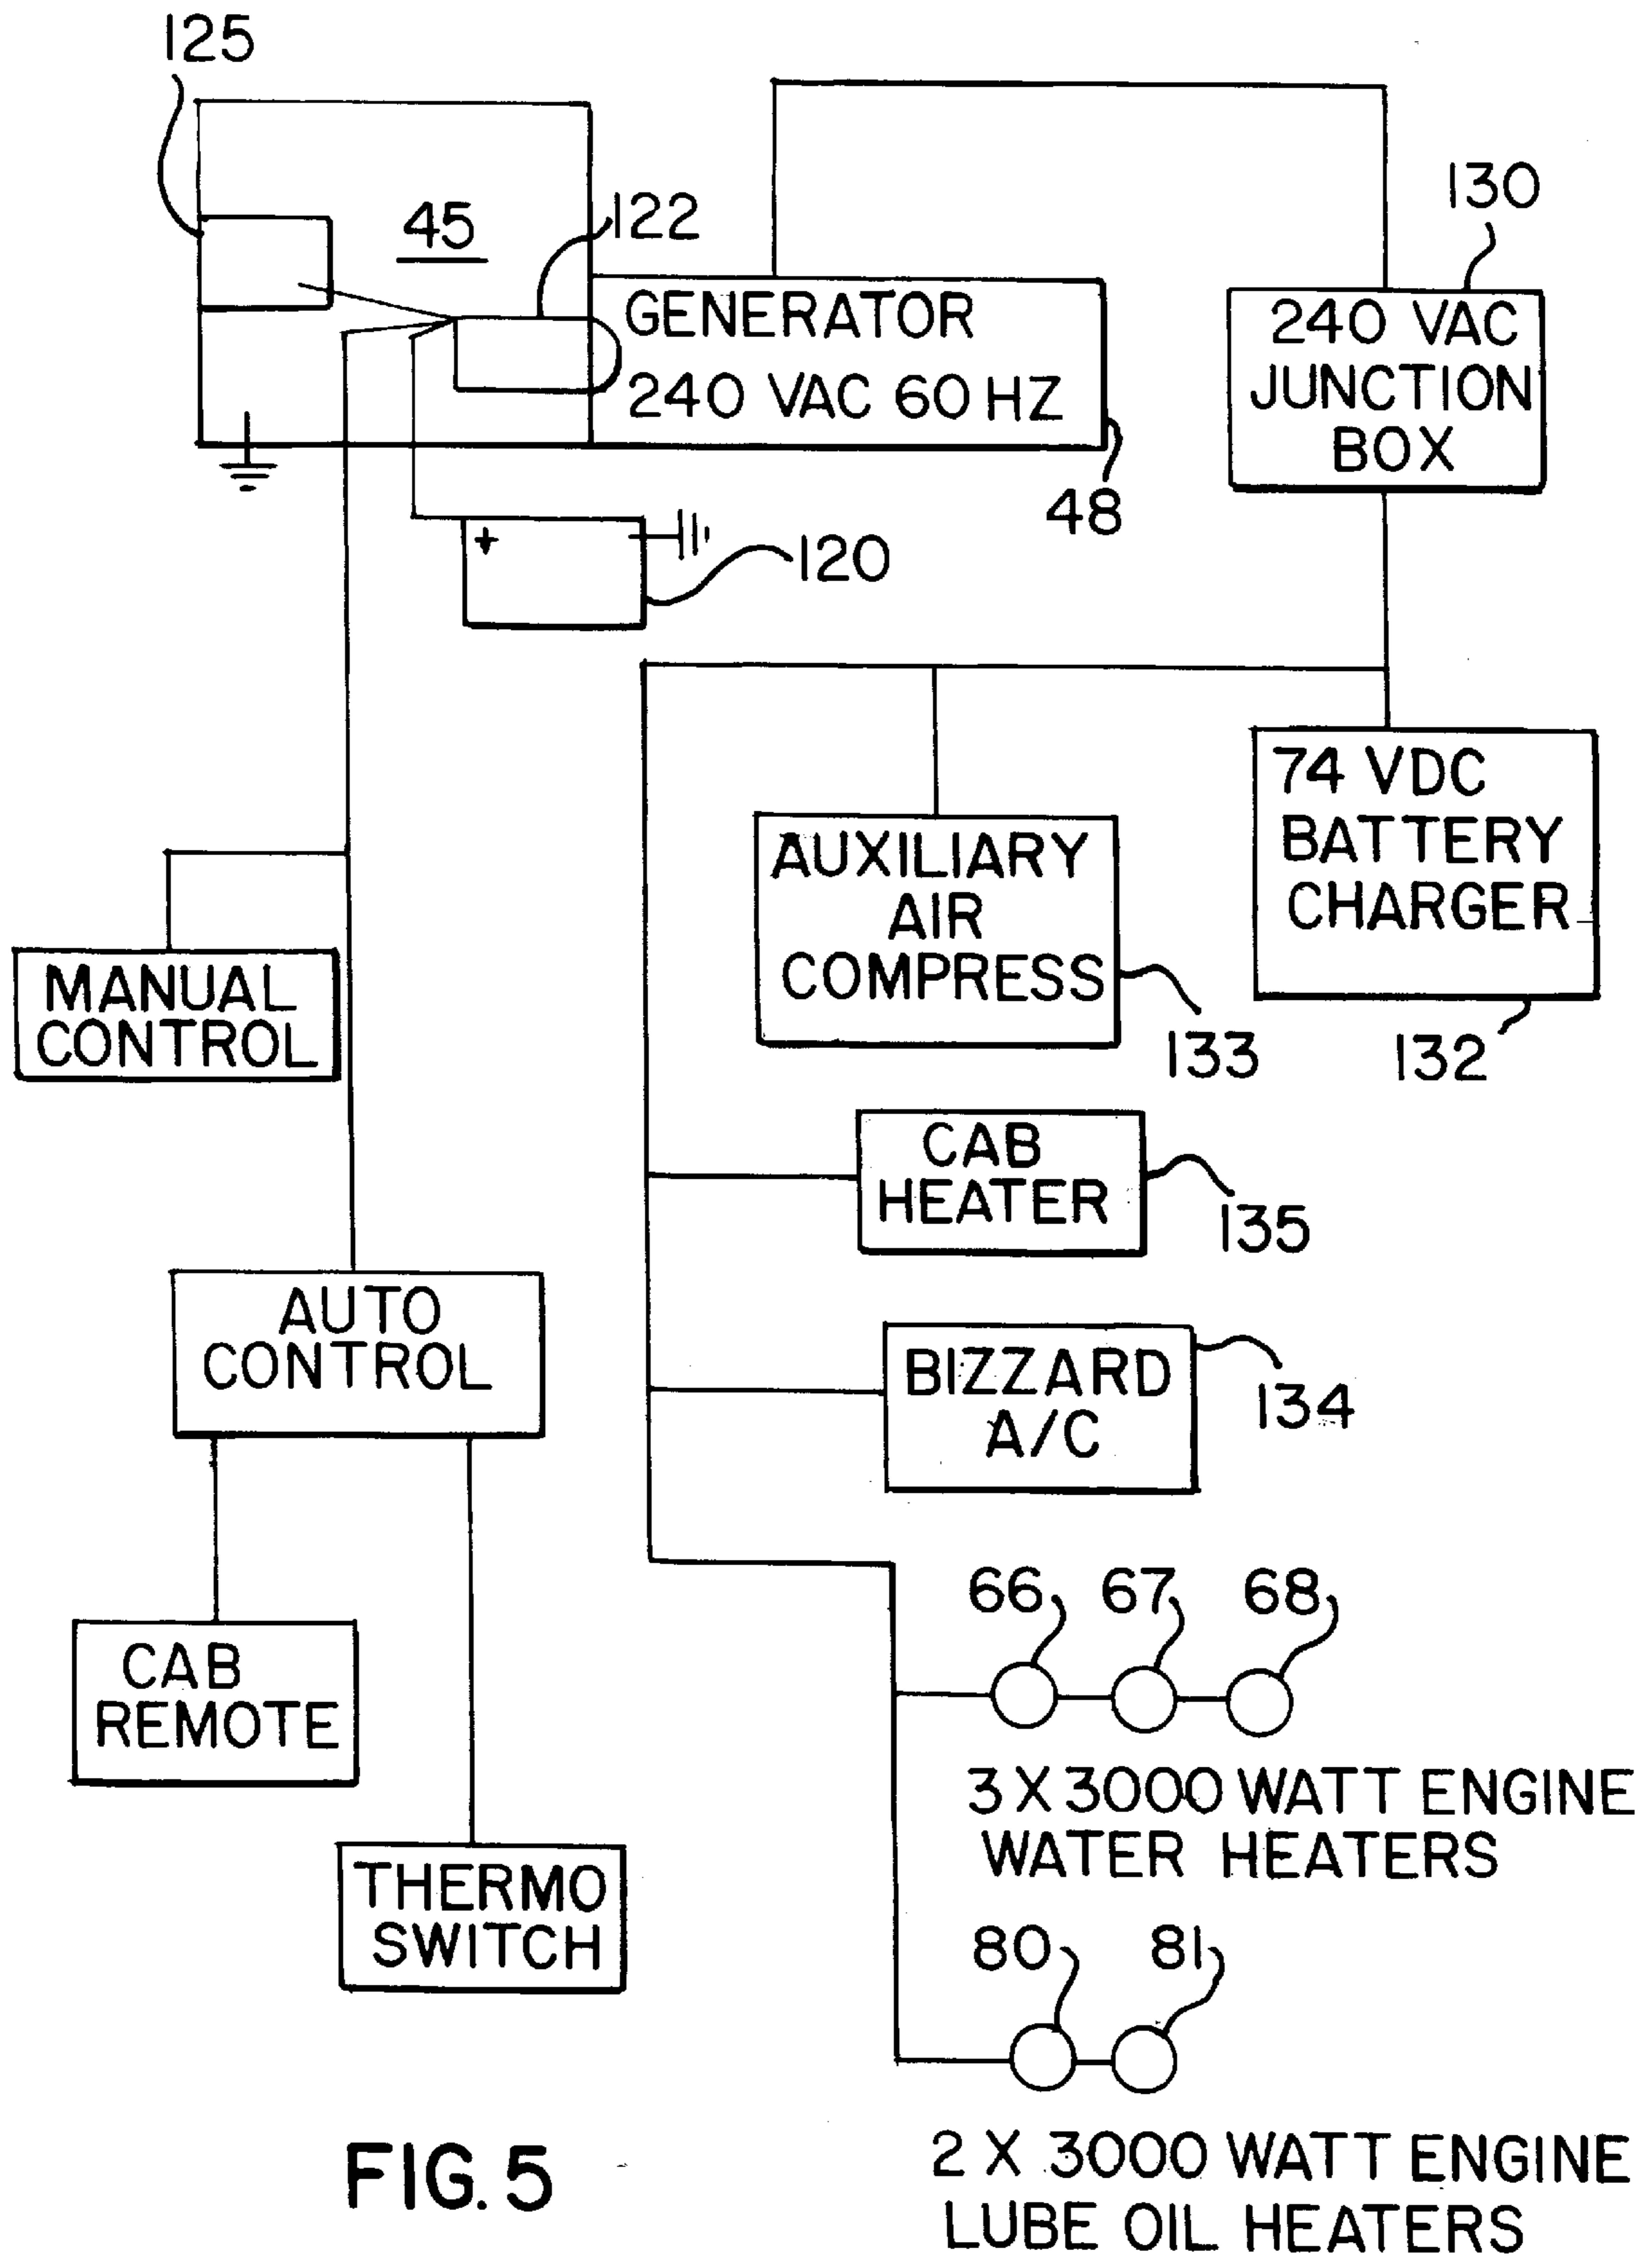 125
45
122
130
GENERATOR
240 VAC 60 HZ
48
240 VAC
JUNCTION
BOX
+
120
74 VDC
BATTERY
CHARGER
132
AUXILIARY
AIR
COMPRESS
133
MANUAL
CONTROL
CAB
HEATER
135
AUTO
CONTROL
BIZZARD
A/C
134
CAB
REMOTE
THERMO
SWITCH
66 67 68
3 X 3000 WATT ENGINE
WATER HEATERS
80 81
2 X 3000 WATT ENGINE
LUBE OIL HEATERS
FIG. 5